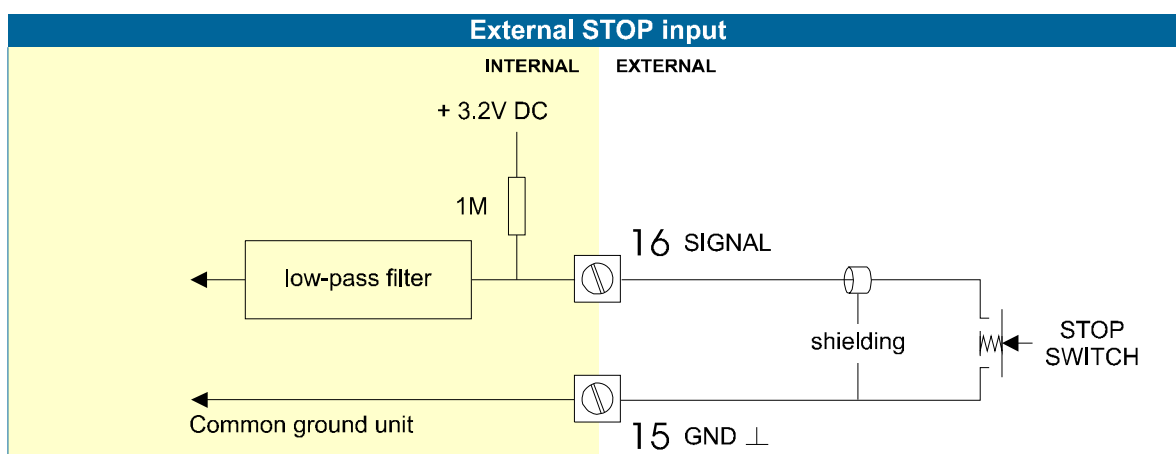 External STOP input
INTERNAL EXTERNAL
+ 3.2V DC
1M
16 SIGNAL
low-pass filter
shielding
STOP
SWITCH
Common ground unit
15 GND ⊥